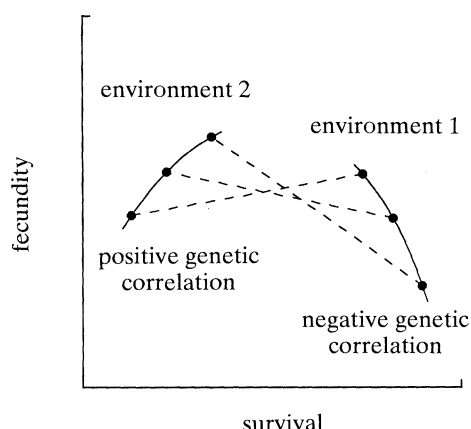 environment 2
environment 1
fecundity
positive genetic
correlation
negative genetic
correlation
survival